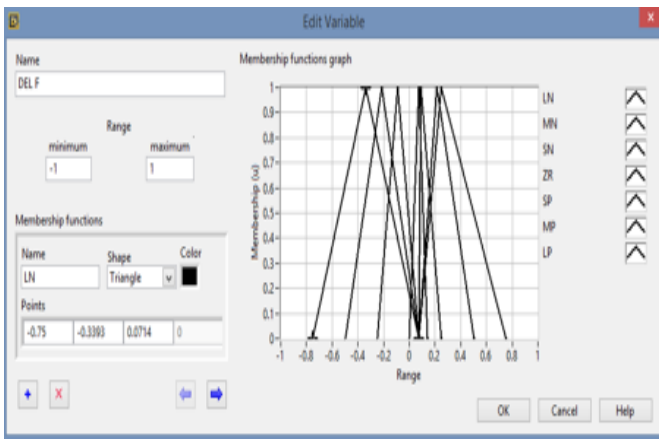 Edit Variable
x
Name
DEL F
Range
minimum maximum
-1 1
Membership functions
Name Shape Color
LN Triangle
Points
-0.75 -0.3393 0.0714 0
+ X
Membership functions graph
Membership (u)
1
0.9
0.8
0.7
0.6
0.5
0.4
0.3
0.2
0.1
0
-1 -0.8 -0.6 -0.4 -0.2 0 0.2 0.4 0.6 0.8 1
Range
LN
MN
SN
ZR
SP
MP
LP
OK Cancel Help